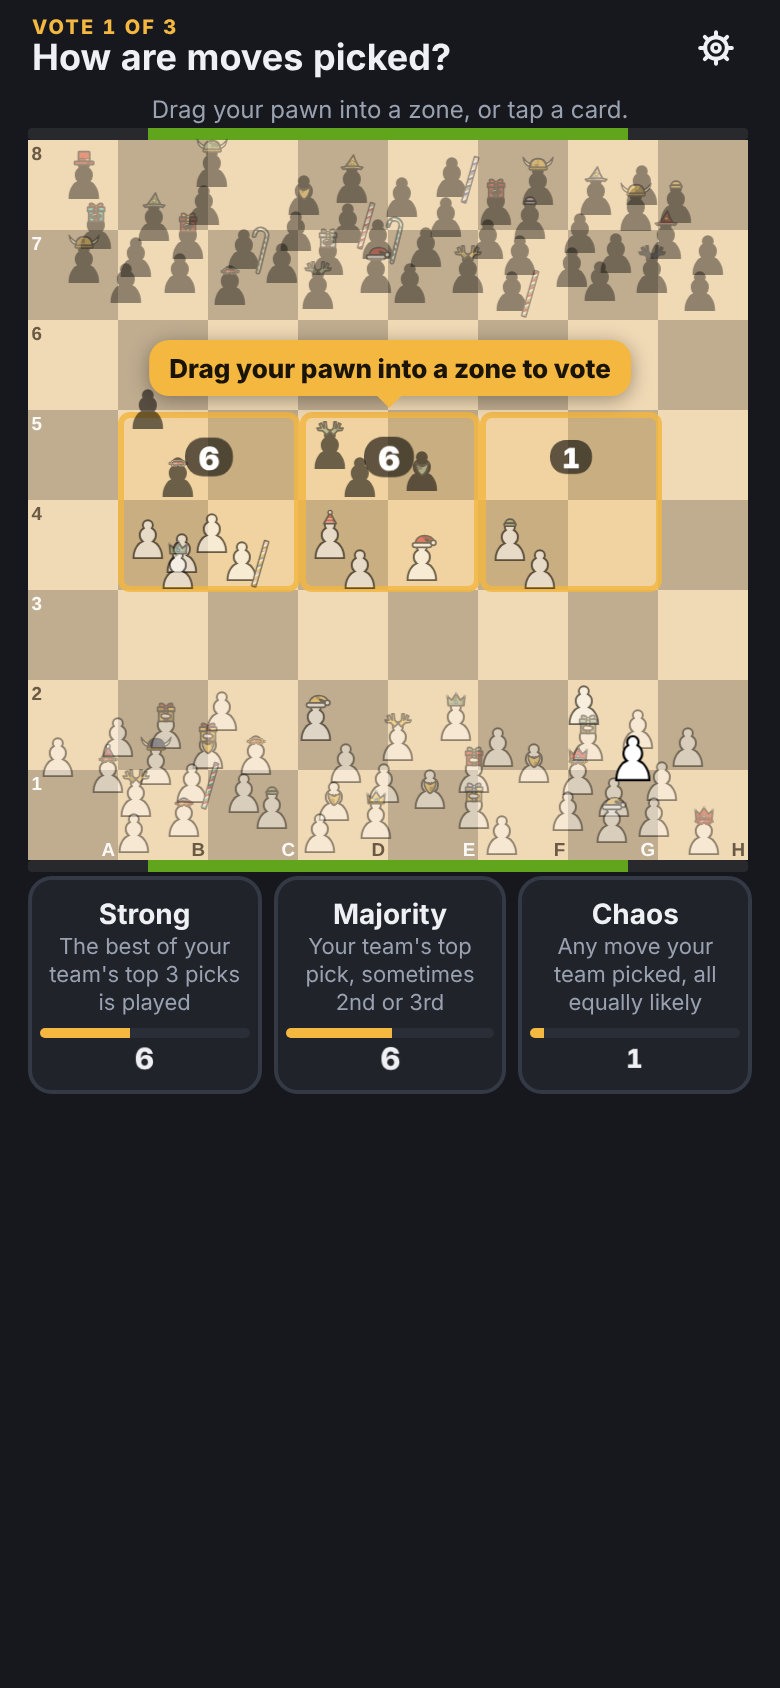 VOTE 1 OF 3
How are moves picked?
Drag your pawn into a zone, or tap a card.
8
7
6
Drag your pawn into a zone to vote
5
6
6
1
4
3
2
1
A
B
C
D
E
F
G
H
Strong
The best of your
team's top 3 picks
is played
6
Majority
Your team's top
pick, sometimes
2nd or 3rd
6
Chaos
Any move your
team picked, all
equally likely
1